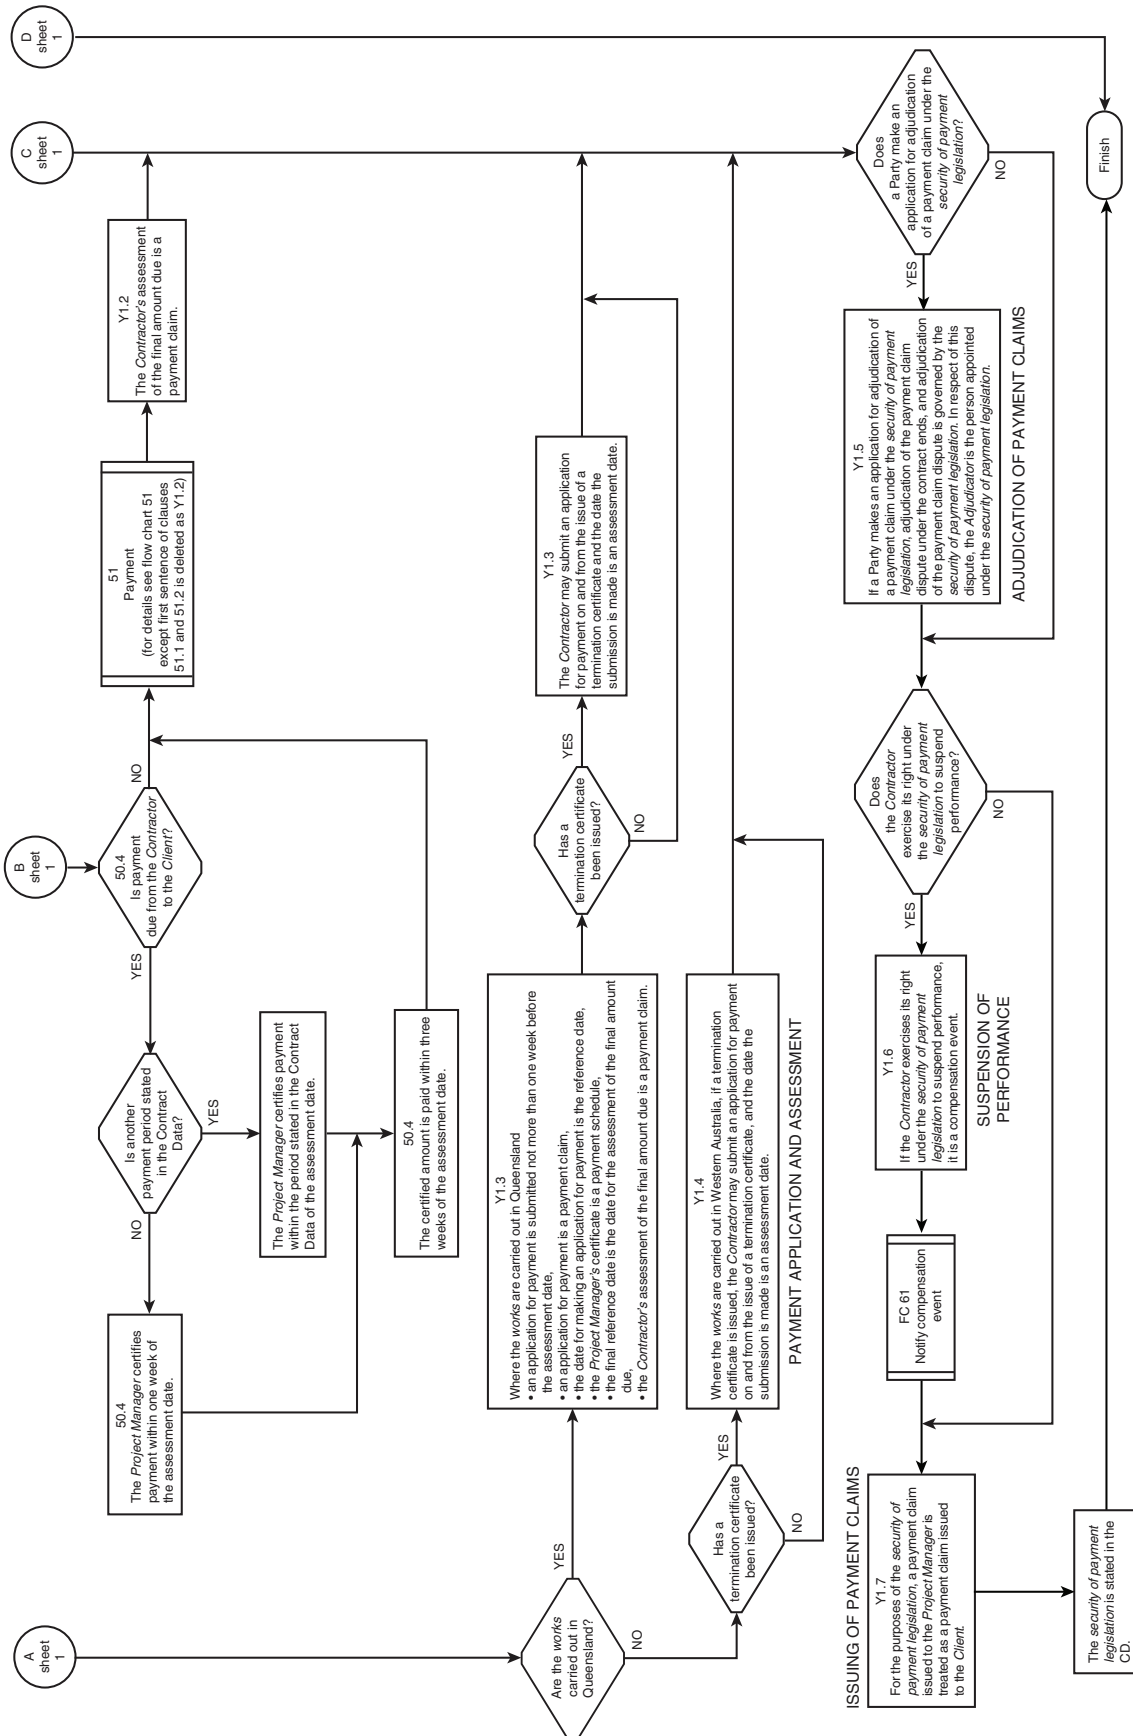 A
sheet
1
B
sheet
1
C
sheet
1
D
sheet
1
50.4
Is payment
due from the Contractor
to the Client?
YES
NO
Is another
payment period stated
in the Contract
Data?
NO
YES
50.4
The Project Manager certifies
payment within one week of
the assessment date.
The Project Manager certifies payment
within the period stated in the Contract
Data of the assessment date.
50.4
The certified amount is paid within three
weeks of the assessment date.
51
Payment
(for details see flow chart 51
except first sentence of clauses
51.1 and 51.2 is deleted as Y1.2)
Y1.2
The Contractor's assessment
of the final amount due is a
payment claim.
Are the works
carried out in
Queensland?
YES
NO
Y1.3
Where the works are carried out in Queensland
• an application for payment is submitted not more than one week before
the assessment date,
• an application for payment is a payment claim,
• the date for making an application for payment is the reference date,
• the Project Manager's certificate is a payment schedule,
• the final reference date is the date for the assessment of the final amount
due,
• the Contractor's assessment of the final amount due is a payment claim.
Has a
termination certificate
been issued?
YES
NO
Y1.3
The Contractor may submit an application
for payment on and from the issue of a
termination certificate and the date the
submission is made is an assessment date.
Has a
termination certificate
been issued?
YES
NO
Y1.4
Where the works are carried out in Western Australia, if a termination
certificate is issued, the Contractor may submit an application for payment
on and from the issue of a termination certificate, and the date the
submission is made is an assessment date.
PAYMENT APPLICATION AND ASSESSMENT
Does
a Party make an
application for adjudication
of a payment claim under the
security of payment
legislation?
YES
NO
Y1.5
If a Party makes an application for adjudication of
a payment claim under the security of payment
legislation, adjudication of the payment claim
dispute under the contract ends, and adjudication
of the payment claim dispute is governed by the
security of payment legislation. In respect of this
dispute, the Adjudicator is the person appointed
under the security of payment legislation.
ADJUDICATION OF PAYMENT CLAIMS
Does
the Contractor
exercise its right under
the security of payment
legislation to suspend
performance?
YES
NO
Y1.6
If the Contractor exercises its right
under the security of payment
legislation to suspend performance,
it is a compensation event.
SUSPENSION OF
PERFORMANCE
FC 61
Notify compensation
event
ISSUING OF PAYMENT CLAIMS
Y1.7
For the purposes of the security of
payment legislation, a payment claim
issued to the Project Manager is
treated as a payment claim issued
to the Client.
The security of payment
legislation is stated in the
CD.
Finish